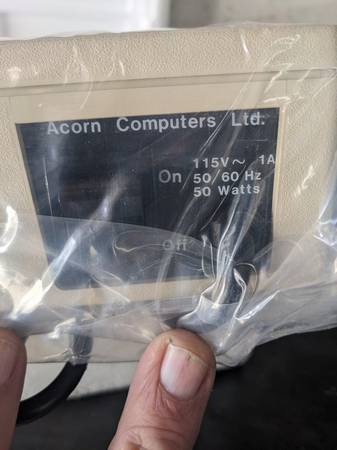 Acorn Computers Ltd.
115V~ 1A
On 50/60 Hz
50 Watts
Off